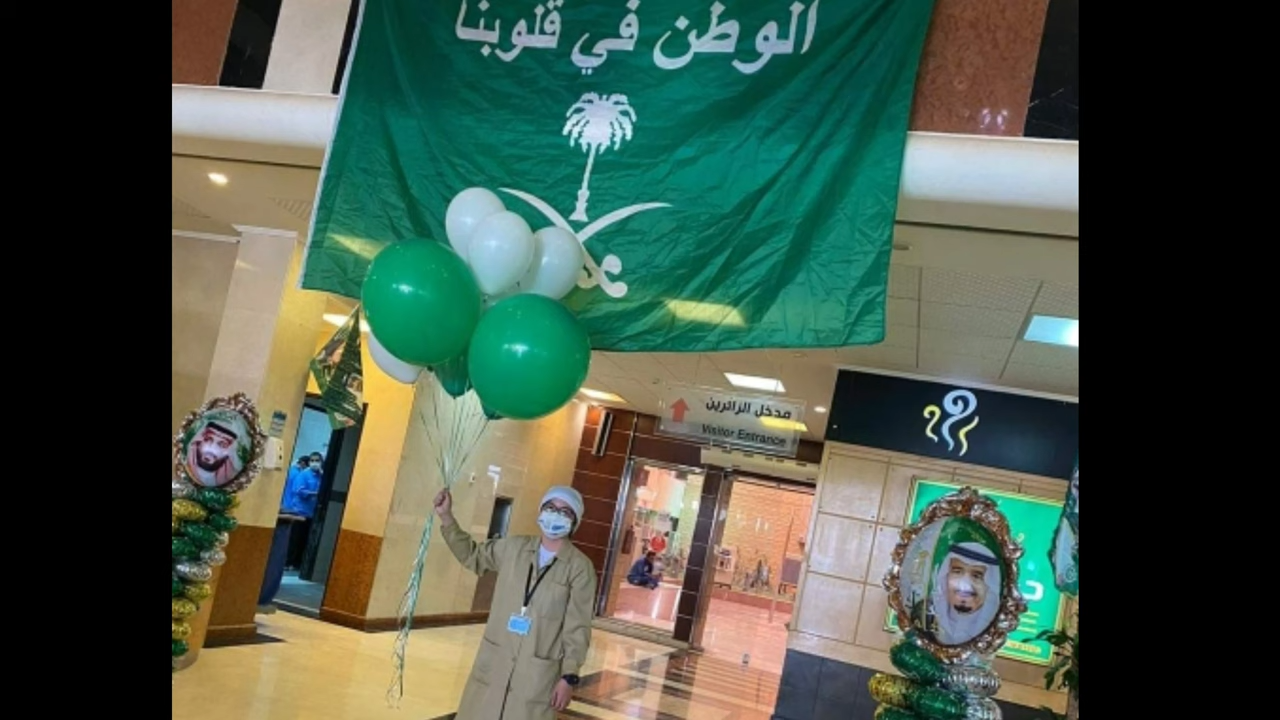 الوطن في قلوبنا
مدخل الزائرين
Visitor Entrance